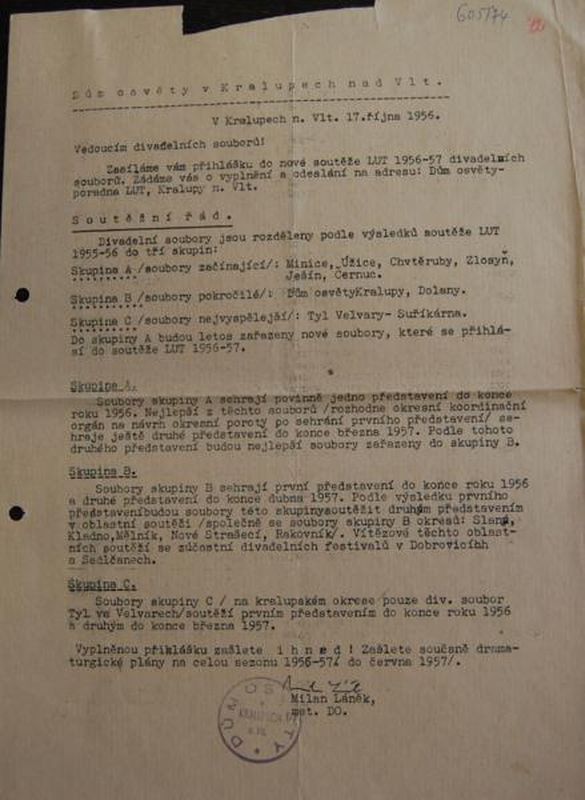 605/74
Dům osvěty v Kralupech nad Vlt.
V Kralupech n. Vlt. 17.října 1956.
Vedoucím divadelních souborů!
Zasíláme vám přihlášku do nové soutěže LUT 1956-57 divadelních
souborů. Žádáme vás o vyplnění a odeslání na adresu: Dům osvěty-
poradna LUT, Kralupy n. Vlt.
Soutěžní řád.
Divadelní soubory jsou rozděleny podle výsledků soutěže LUT
1955-56 do tří skupin:
Skupina A /soubory začínající/: Minice, Úžice, Chvtěruby, Zlosyň,
Ješín, Černuc.
Skupina B /soubory pokročilé/: Dům osvětyKralupy, Dolany.
Skupina C /soubory nejvyspělejší/: Tyl Velvary- Suříkárna.
Do skupiny A budou letos zařazeny nové soubory, které se přihlá-
sí do soutěže LUT 1956-57.
Skupina A.
Soubory skupiny A sehrají povinně jedno představení do konce
roku 1956. Nejlepší z těchto souborů /rozhodne okresní koordinační
orgán na návrh okresní poroty po sehrání prvního představení/ se-
hraje ještě druhé představení do konce března 1957. Podle tohoto
druhého představení budou nejlepší soubory zařazeny do skupiny B.
Skupina B.
Soubory skupiny B sehrají první představení do konce roku 1956
a druhé představení do konce dubna 1957. Podle výsledku prvního
představeníbudou soubory této skupinysoutěžit druhým představením
v oblastní soutěži /společně se soubory skupiny B okresů: Slaný,
Kladno,Mělník, Nové Strašecí, Rakovník/. Vítězové těchto oblast-
ních soutěží se zúčastní divadelních festivalů v Dobrovicíhh
a Sedlčanech.
Skupina C.
Soubory skupiny C / na kralupském okrese pouze div. soubor
Tyl ve Velvarech/soutěží prvním představením do konce roku 1956
a druhým do konce března 1957.
Vyplněnou přihlášku zašlete ihned! Zašlete současně drama-
turgické plány na celou sezonu 1956-57/ do června 1957/.
Milan Láněk,
met. DO.
DŮM OSVĚTY